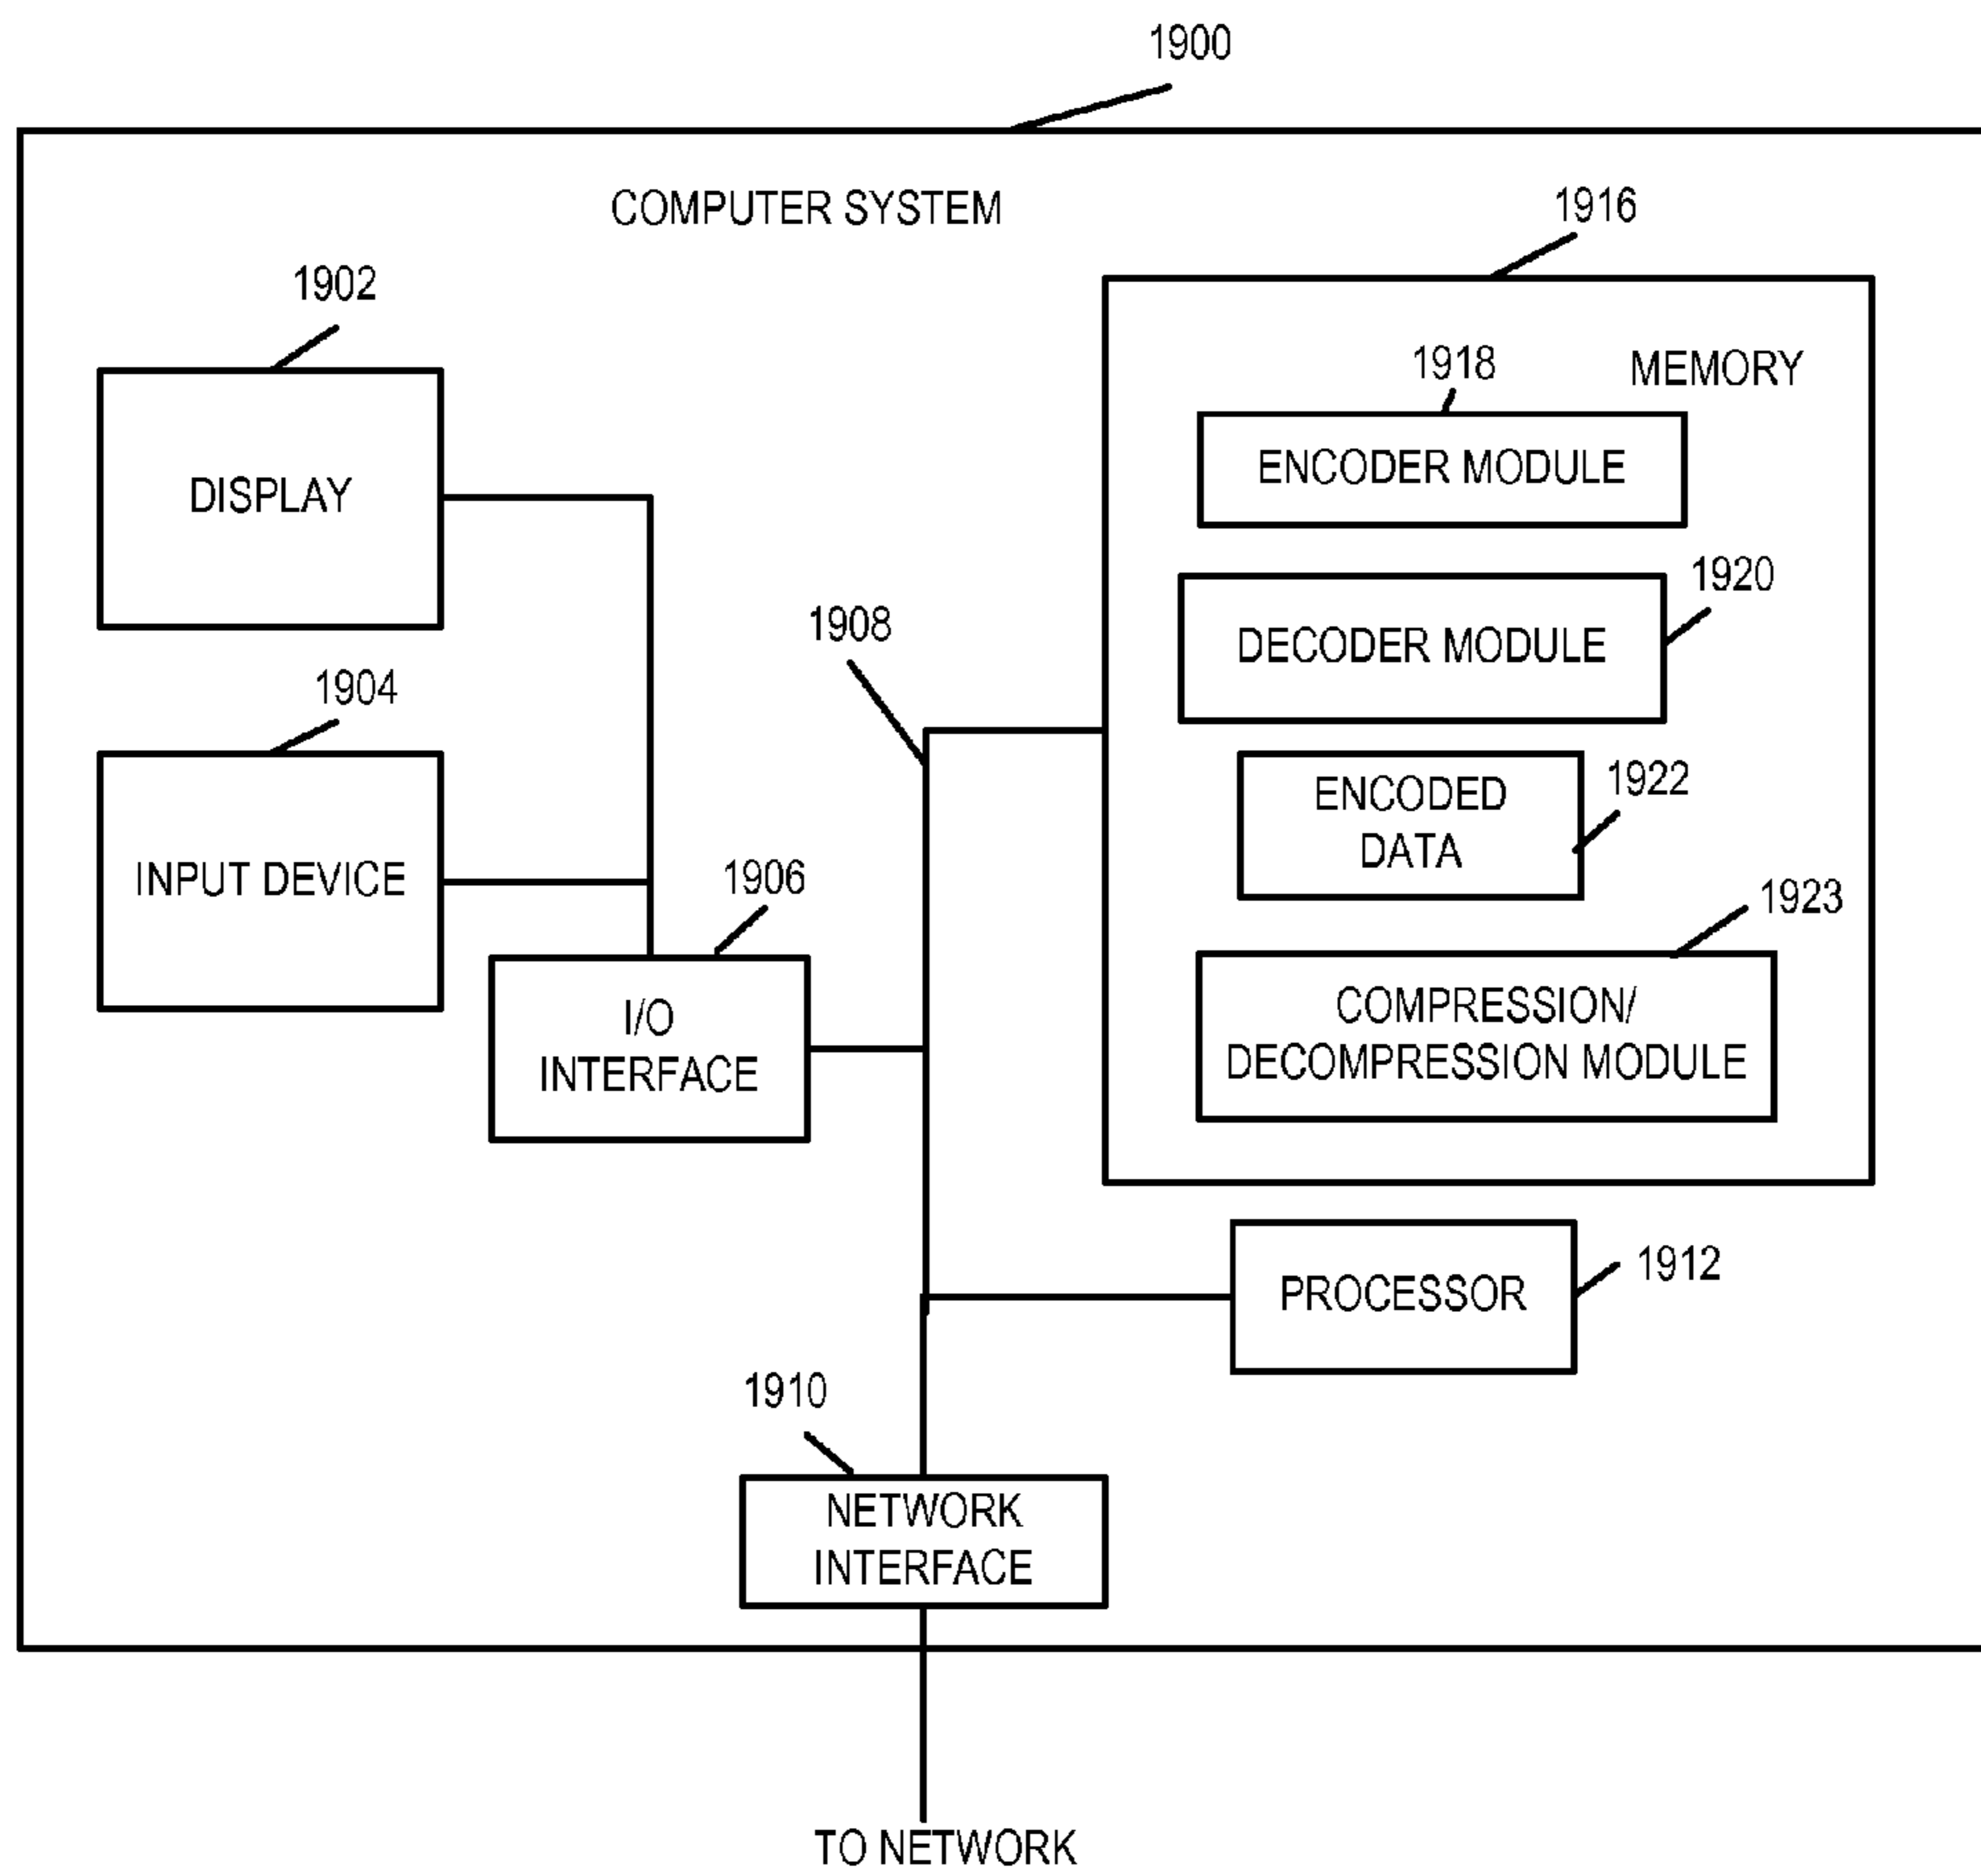 1900
COMPUTER SYSTEM
1916
1902
1918
MEMORY
DISPLAY
ENCODER MODULE
1920
1908
DECODER MODULE
1904
INPUT DEVICE
1922
ENCODED
DATA
1906
1923
I/O
INTERFACE
COMPRESSION/
DECOMPRESSION MODULE
1912
PROCESSOR
1910
NETWORK
INTERFACE
TO NETWORK